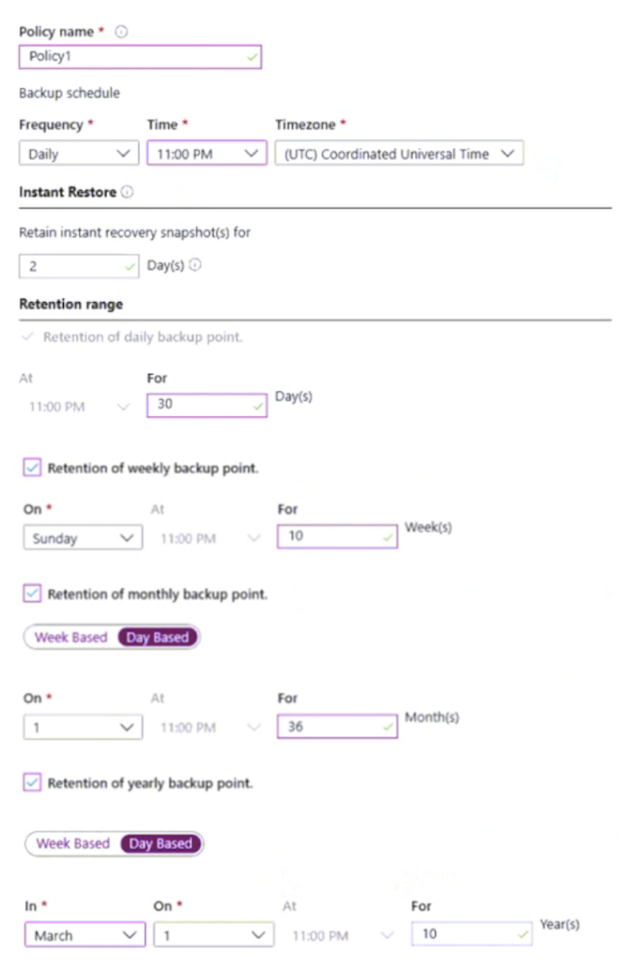 Policy name *
Policy1
Backup schedule
Frequency * Time * Timezone *
Daily 11:00 PM (UTC) Coordinated Universal Time
Instant Restore
Retain instant recovery snapshot(s) for
2 Day(s)
Retention range
Retention of daily backup point.
At For
11:00 PM 30 Day(s)
Retention of weekly backup point.
On * At For
Sunday 11:00 PM 10 Week(s)
Retention of monthly backup point.
Week Based Day Based
On * At For
1 11:00 PM 36 Month(s)
Retention of yearly backup point.
Week Based Day Based
In * On * At For
March 1 11:00 PM 10 Year(s)